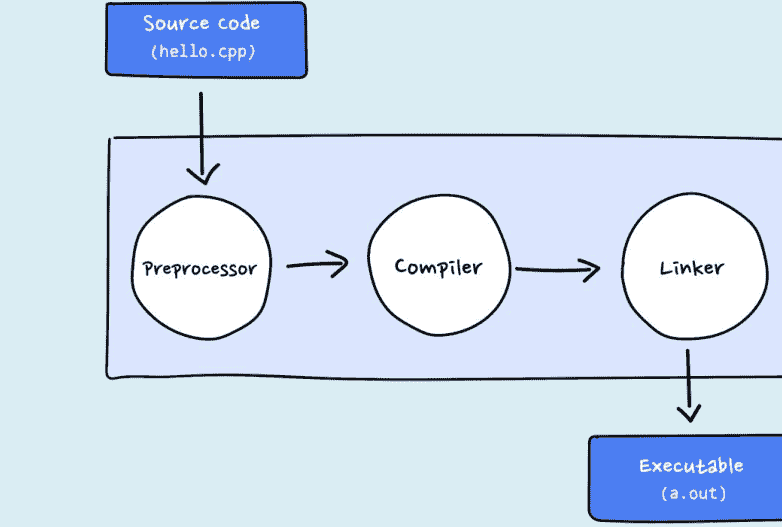 Source code
(hello.cpp)
Preprocessor
Compiler
Linker
Executable
(a.out)